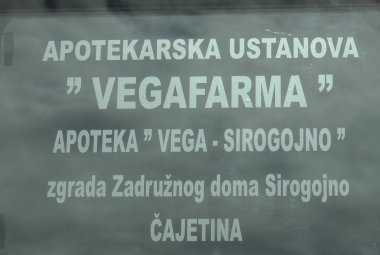 APOTEKARSKA USTANOVA
” VEGAFARMA ”
APOTEKA ” VEGA - SIROGOJNO ”
zgrada Zadružnog doma Sirogojno
ČAJETINA